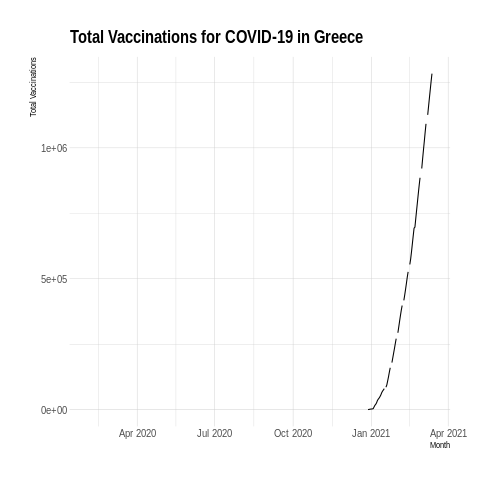 Total Vaccinations for COVID-19 in Greece
Total Vaccinations
1e+06
5e+05
0e+00
Apr 2020 Jul 2020 Oct 2020 Jan 2021 Apr 2021
Month